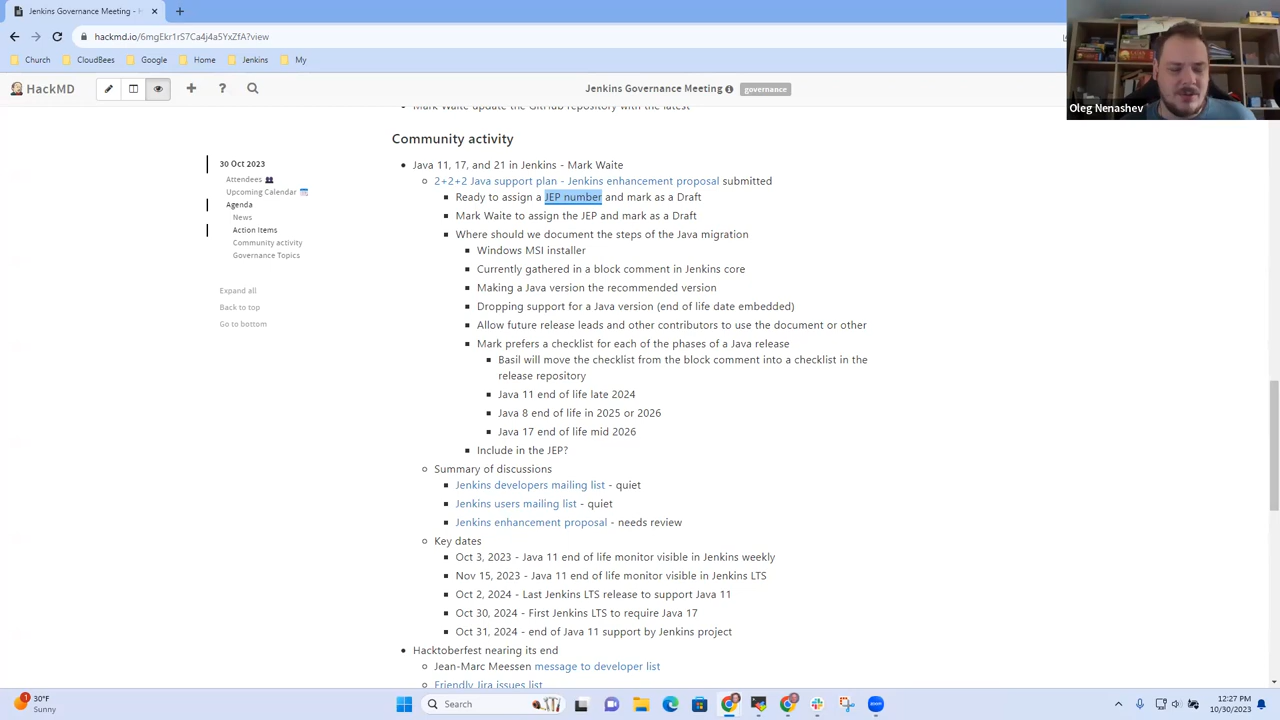 Jenkins Governance Meeting - H
hackmd.io/6mgEkr1rS7Ca4j4a5YxZfA?view
Church
CloudBees
Google
Home
Jenkins
My
HackMD
Jenkins Governance Meeting
governance
Oleg Nenashev
Mark Waite update the GitHub repository with the latest
30 Oct 2023
Attendees
Upcoming Calendar
Agenda
News
Action Items
Community activity
Governance Topics
Expand all
Back to top
Go to bottom
Community activity
Java 11, 17, and 21 in Jenkins - Mark Waite
2+2+2 Java support plan - Jenkins enhancement proposal submitted
Ready to assign a JEP number and mark as a Draft
Mark Waite to assign the JEP and mark as a Draft
Where should we document the steps of the Java migration
Windows MSI installer
Currently gathered in a block comment in Jenkins core
Making a Java version the recommended version
Dropping support for a Java version (end of life date embedded)
Allow future release leads and other contributors to use the document or other
Mark prefers a checklist for each of the phases of a Java release
Basil will move the checklist from the block comment into a checklist in the
release repository
Java 11 end of life late 2024
Java 8 end of life in 2025 or 2026
Java 17 end of life mid 2026
Include in the JEP?
Summary of discussions
Jenkins developers mailing list - quiet
Jenkins users mailing list - quiet
Jenkins enhancement proposal - needs review
Key dates
Oct 3, 2023 - Java 11 end of life monitor visible in Jenkins weekly
Nov 15, 2023 - Java 11 end of life monitor visible in Jenkins LTS
Oct 2, 2024 - Last Jenkins LTS release to support Java 11
Oct 30, 2024 - First Jenkins LTS to require Java 17
Oct 31, 2024 - end of Java 11 support by Jenkins project
Hacktoberfest nearing its end
Jean-Marc Meessen message to developer list
Friendly Jira issues list
1
30°F
Sunny
Search
12:27 PM
10/30/2023